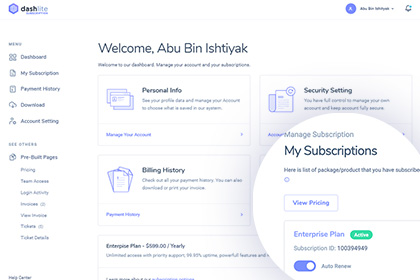 dashlite
SUBSCRIPTION
Abu Bin Ishtiyak
MENU
Dashboard
My Subscription
Payment History
Download
Account Setting
SEE OTHERS
Pre-Built Pages
Pricing
Team Access
Login Activity
Invoices (2)
View Invoice
Tickets (2)
Ticket Details
Welcome, Abu Bin Ishtiyak
Welcome to our dashboard. Manage your account and your subscriptions.
Personal Info
See your profile data and manage your Account
to choose what is saved in our system.
Manage Your Account
Security Setting
You have full control to manage your own
account and keep account fully secure.
Billing History
Check out all your payment history. You can also
download or print your invoice.
Payment History
Enterprise Plan - $599.00 / Yearly
Unlimited access with priority support, 99.95% uptime, powerfull features and
Manage Subscription
My Subscriptions
Here is list of package/product that you have subscribe
View Pricing
Enterprise Plan Active
Subscription ID: 100394949
Auto Renew